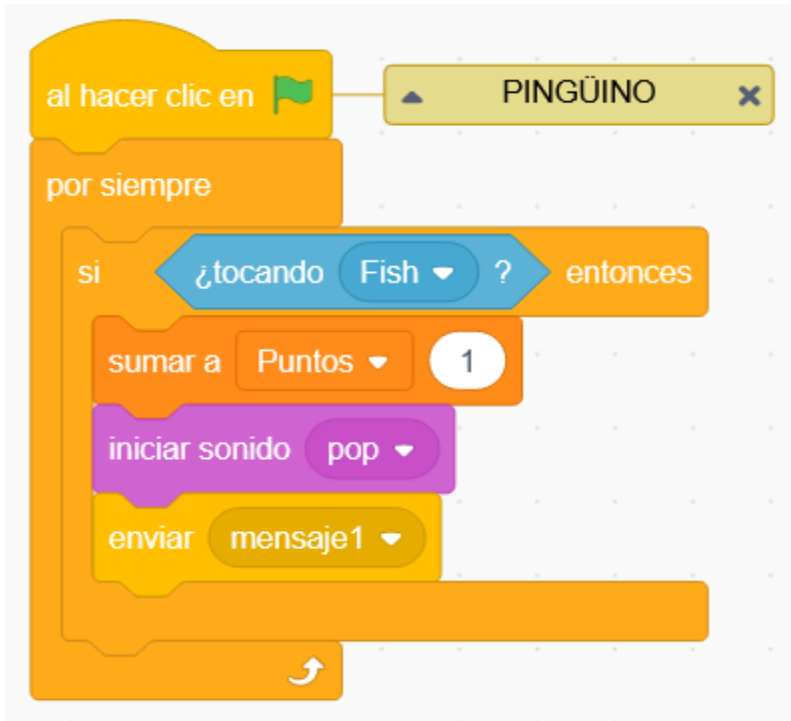 al hacer clic en
PINGÜINO
por siempre
si ¿tocando Fish ? entonces
sumar a Puntos 1
iniciar sonido pop
enviar mensaje1